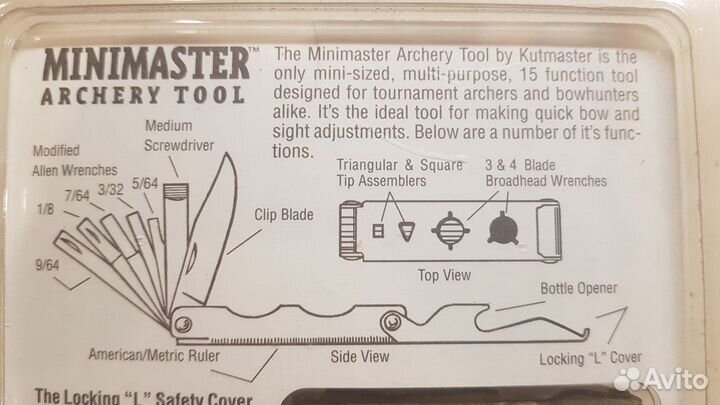 MINIMASTER™
ARCHERY TOOL
The Minimaster Archery Tool by Kutmaster is the
only mini-sized, multi-purpose, 15 function tool
designed for tournament archers and bowhunters
alike. It's the ideal tool for making quick bow and
sight adjustments. Below are a number of it's func-
tions.
Medium
Screwdriver
Modified
Allen Wrenches
1/8
7/64
3/32
5/64
9/64
Clip Blade
Triangular & Square
Tip Assemblers
3 & 4 Blade
Broadhead Wrenches
Top View
Bottle Opener
American/Metric Ruler
Side View
Locking "L" Cover
The Locking "L" Safety Cover
Avito